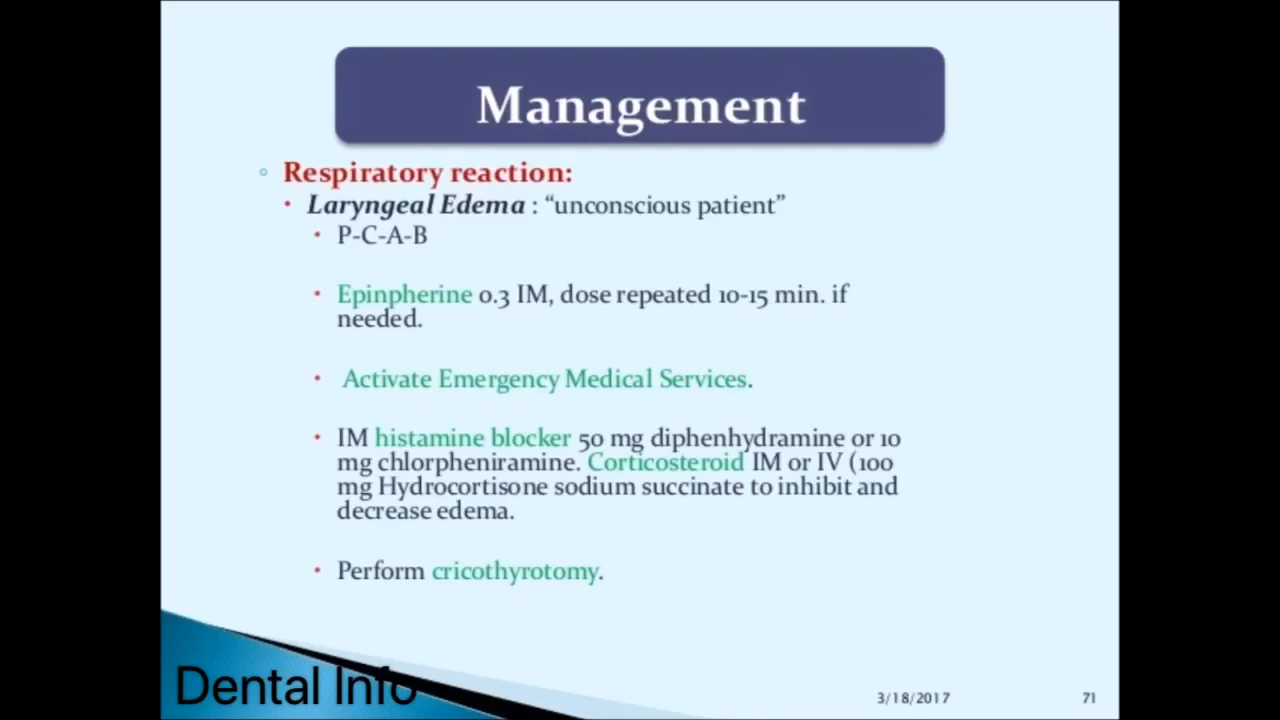 Management
Respiratory reaction:
Laryngeal Edema : “unconscious patient”
P-C-A-B
Epinpherine 0.3 IM, dose repeated 10-15 min. if
needed.
Activate Emergency Medical Services.
IM histamine blocker 50 mg diphenhydramine or 10
mg chlorpheniramine. Corticosteroid IM or IV (100
mg Hydrocortisone sodium succinate to inhibit and
decrease edema.
Perform cricothyrotomy.
Dental Info
3/18/2017
71